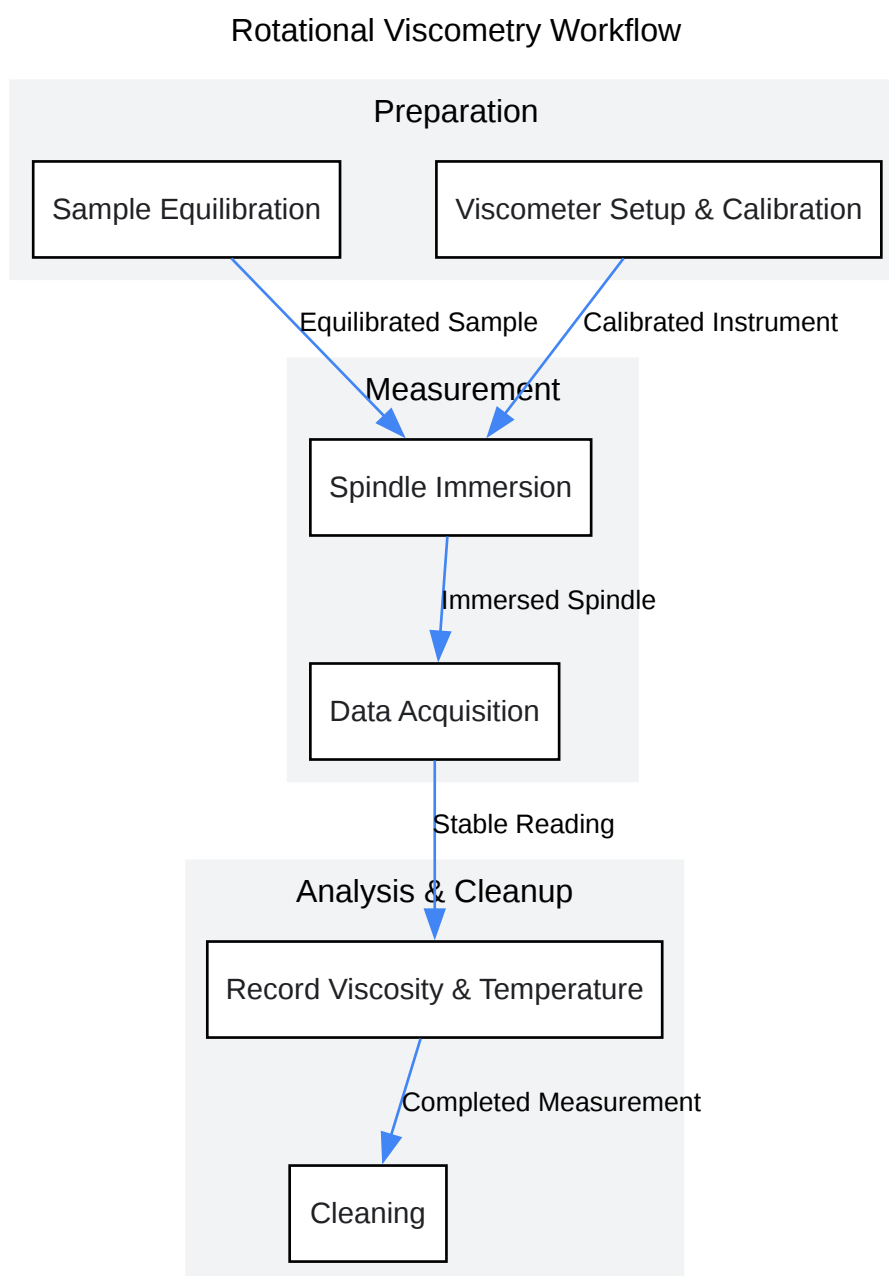 Rotational Viscometry Workflow
Preparation
Sample Equilibration
Viscometer Setup & Calibration
Equilibrated Sample
Calibrated Instrument
Measurement
Spindle Immersion
Immersed Spindle
Data Acquisition
Stable Reading
Analysis & Cleanup
Record Viscosity & Temperature
Completed Measurement
Cleaning